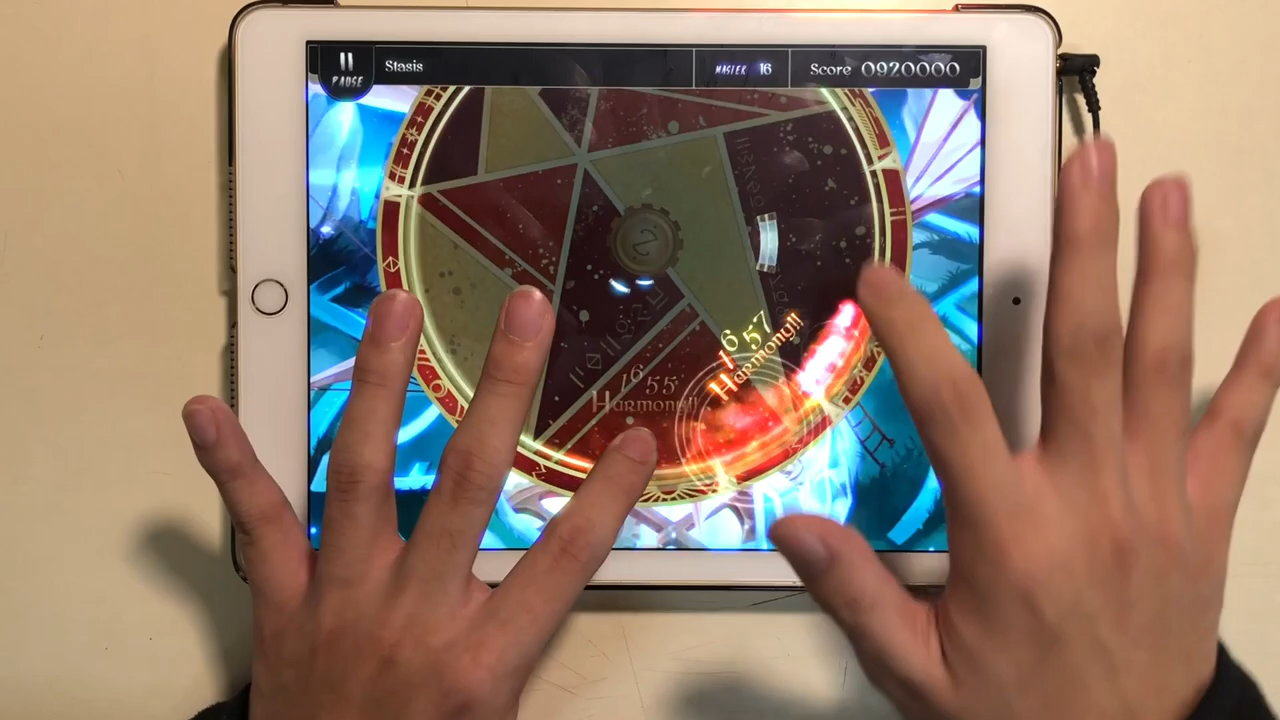 PAUSE
Stasis
MASTER 16
Score 0920000
1657
Harmony!!
1655
Harmony!!